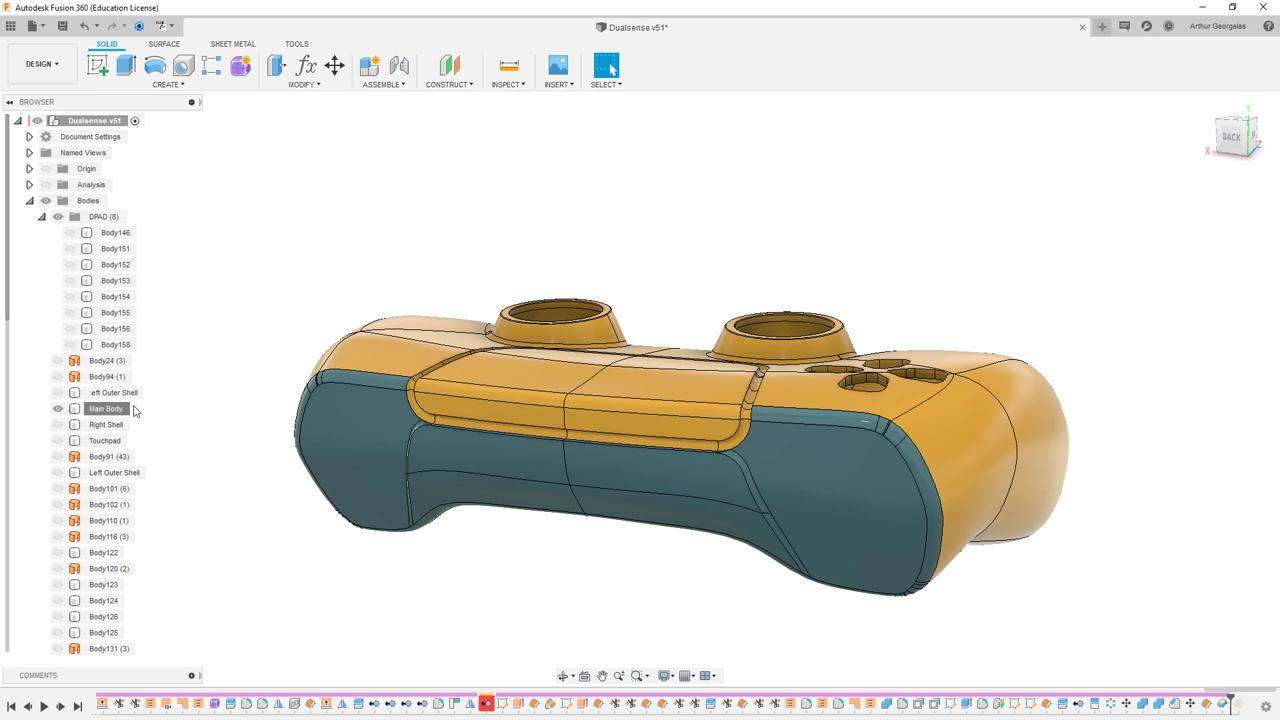 Autodesk Fusion 360 (Education License)
Dualsense v51*
Arthur Georgalas
DESIGN
SOLID SURFACE SHEET METAL TOOLS
CREATE MODIFY ASSEMBLE CONSTRUCT INSPECT INSERT SELECT
BROWSER
Dualsense v51
Document Settings
Named Views
Origin
Analysis
Bodies
DPAD (8)
Body146
Body151
Body152
Body153
Body154
Body155
Body156
Body158
Body24 (3)
Body94 (1)
eft Outer Shell
Main Body
Right Shell
Touchpad
Body91 (43)
Left Outer Shell
Body101 (6)
Body102 (1)
Body110 (1)
Body116 (3)
Body122
Body120 (2)
Body123
Body124
Body126
Body125
Body131 (3)
COMMENTS
Y
BACK
X
Z